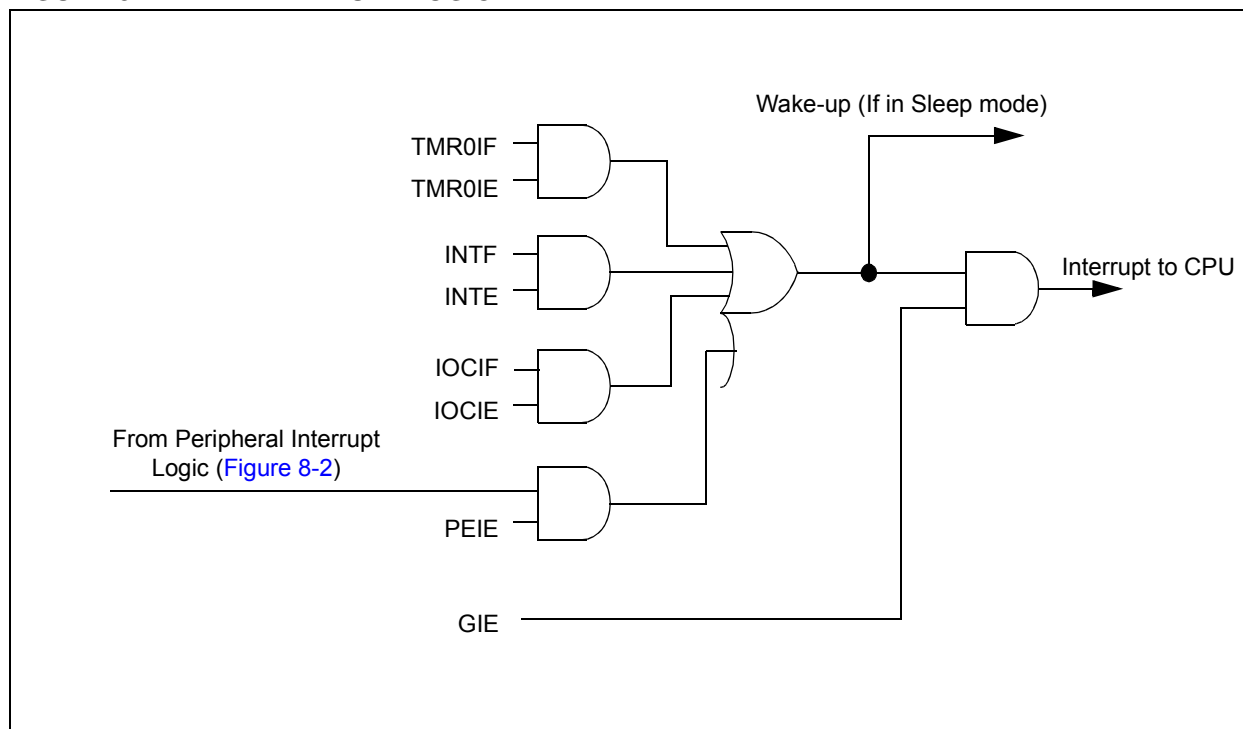 Wake-up (If in Sleep mode)
TMR0IF
TMR0IE
INTF
INTE
Interrupt to CPU
IOCIF
IOCIE
From Peripheral Interrupt
Logic (Figure 8-2)
PEIE
GIE